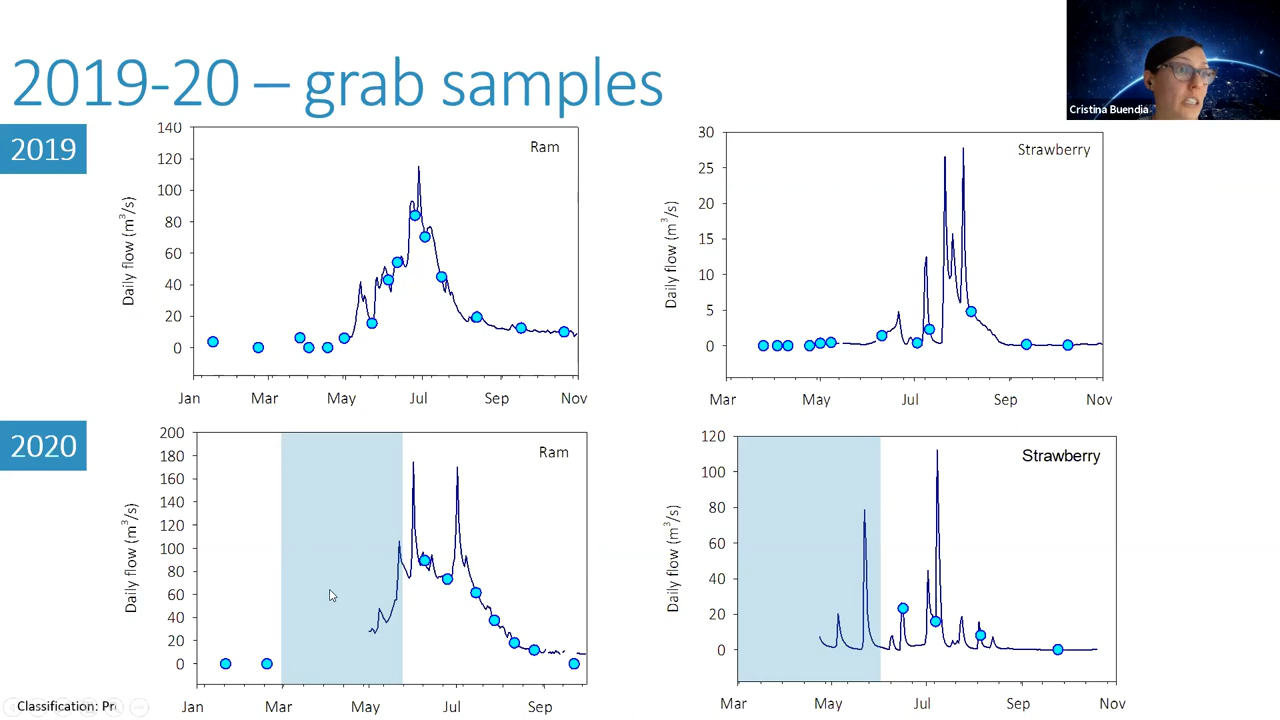 2019-20 – grab samples
Cristina Buendia
2019
Ram
Daily flow (m³/s)
140
120
100
80
60
40
20
0
Jan Mar May Jul Sep Nov
Strawberry
Daily flow (m³/s)
30
25
20
15
10
5
0
Mar May Jul Sep Nov
2020
Ram
Daily flow (m³/s)
200
180
160
140
120
100
80
60
40
20
0
Jan Mar May Jul Sep
Strawberry
Daily flow (m³/s)
120
100
80
60
40
20
0
Mar May Jul Sep Nov
Classification: Pr